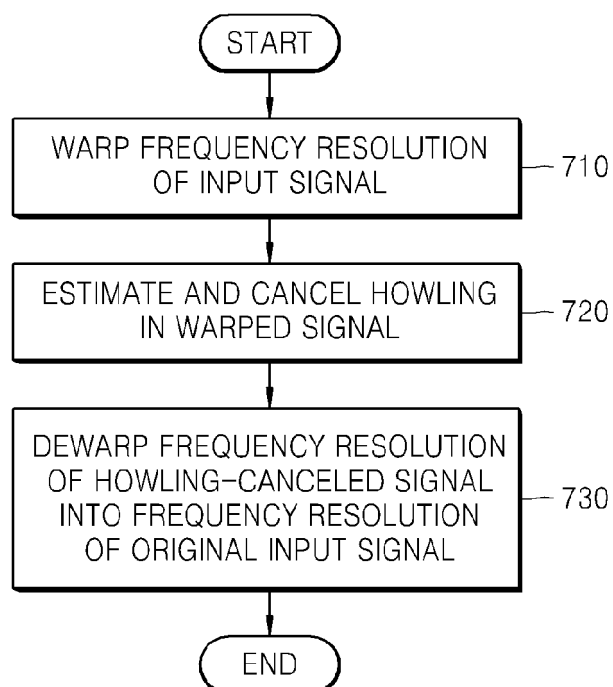 START
WARP FREQUENCY RESOLUTION
OF INPUT SIGNAL
710
ESTIMATE AND CANCEL HOWLING
IN WARPED SIGNAL
720
DEWARP FREQUENCY RESOLUTION
OF HOWLING-CANCELED SIGNAL
INTO FREQUENCY RESOLUTION
OF ORIGINAL INPUT SIGNAL
730
END